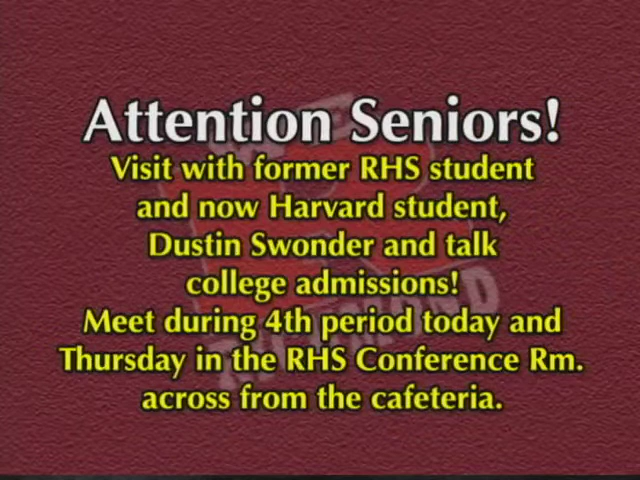 Attention Seniors!
Visit with former RHS student
and now Harvard student,
Dustin Swonder and talk
college admissions!
Meet during 4th period today and
Thursday in the RHS Conference Rm.
across from the cafeteria.